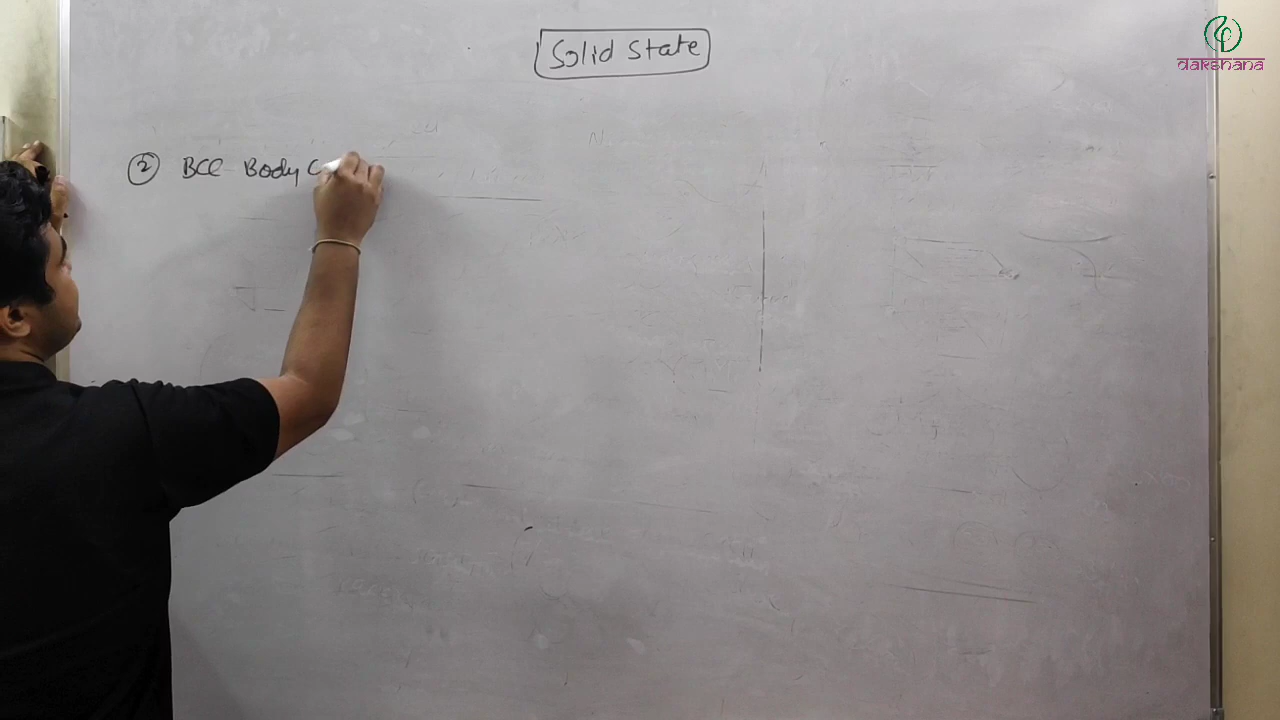 Solid State
dakshana
② BCC Body C